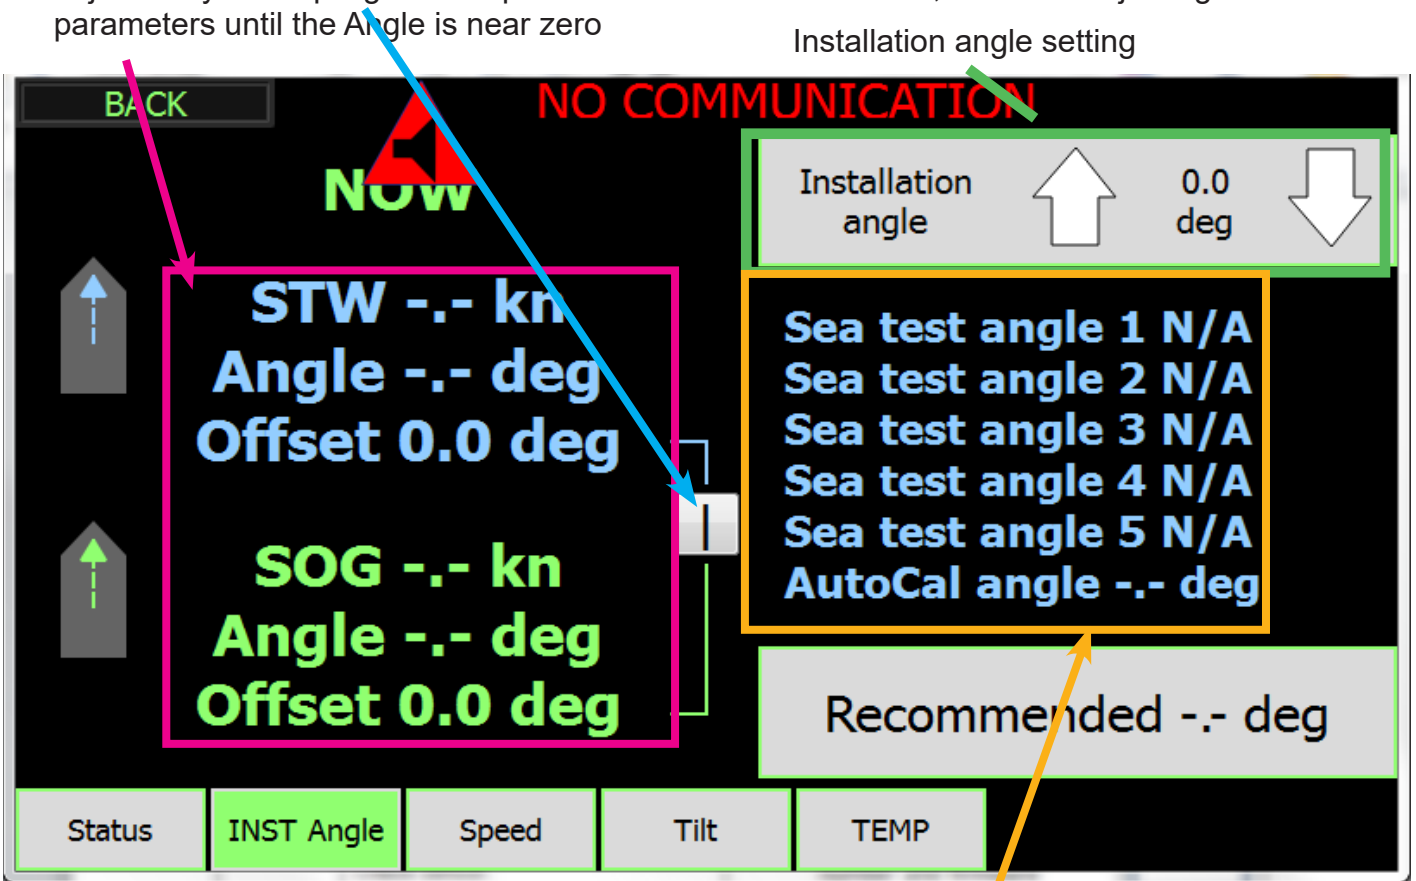 parameters until the Angle is near zero
Installation angle setting
BACK
NO COMMUNICATION
NOW
Installation
angle
0.0
deg
STW -.- kn
Angle -.- deg
Offset 0.0 deg
SOG -.- kn
Angle -.- deg
Offset 0.0 deg
Sea test angle 1 N/A
Sea test angle 2 N/A
Sea test angle 3 N/A
Sea test angle 4 N/A
Sea test angle 5 N/A
AutoCal angle -.- deg
Recommended -.- deg
Status
INST Angle
Speed
Tilt
TEMP